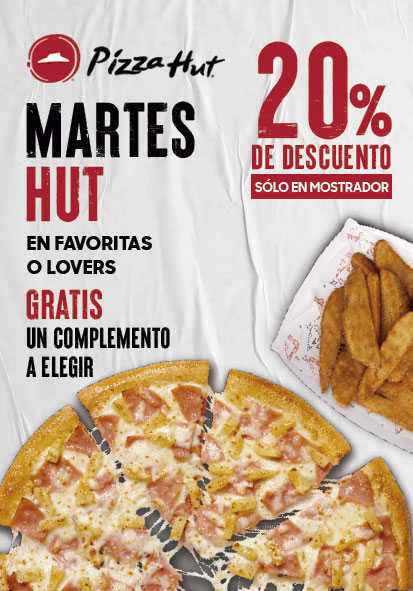 Pizza Hut
MARTES
HUT
EN FAVORITAS
O LOVERS
GRATIS
UN COMPLEMENTO
A ELEGIR
20%
DE DESCUENTO
SÓLO EN MOSTRADOR